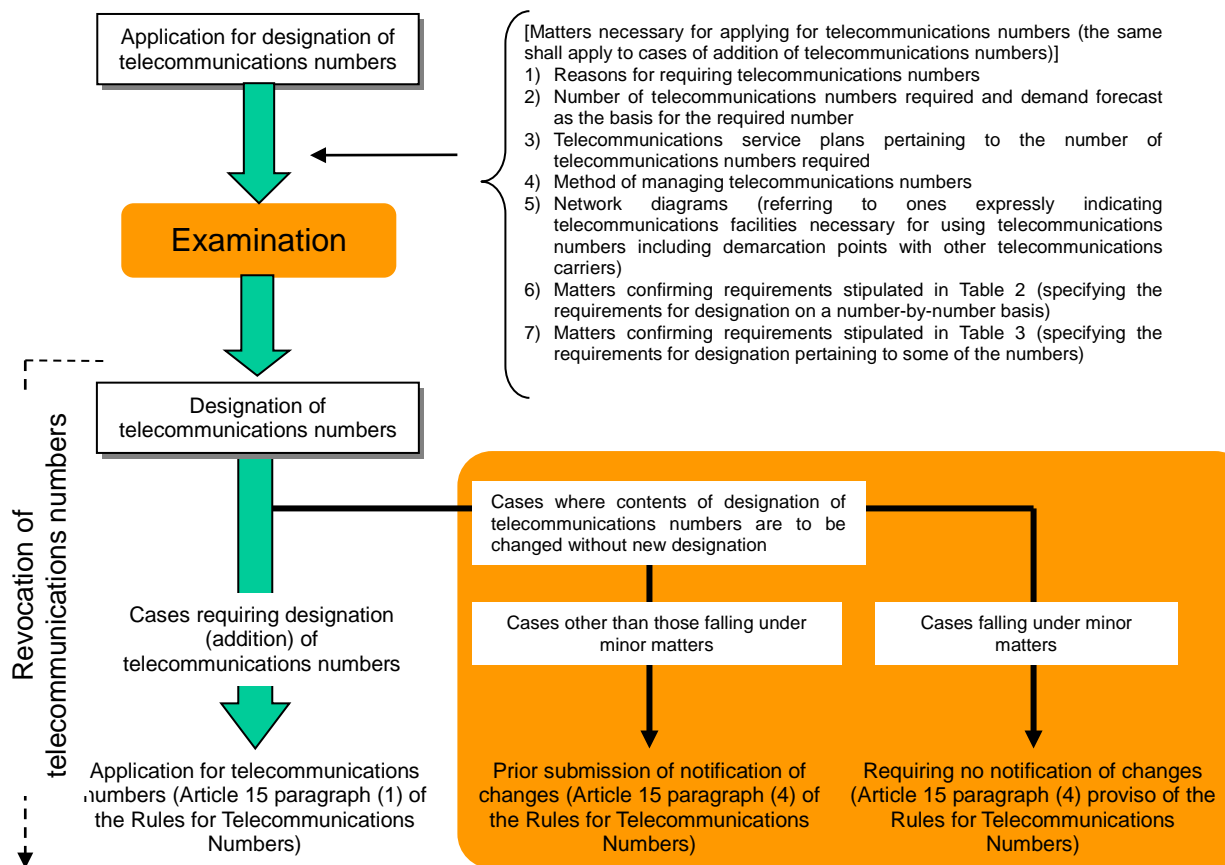 Application for designation of
telecommunications numbers
[Matters necessary for applying for telecommunications numbers (the same
shall apply to cases of addition of telecommunications numbers)]
1) Reasons for requiring telecommunications numbers
2) Number of telecommunications numbers required and demand forecast
as the basis for the required number
3) Telecommunications service plans pertaining to the number of
telecommunications numbers required
4) Method of managing telecommunications numbers
5) Network diagrams (referring to ones expressly indicating
telecommunications facilities necessary for using telecommunications
numbers including demarcation points with other telecommunications
carriers)
6) Matters confirming requirements stipulated in Table 2 (specifying the
requirements for designation on a number-by-number basis)
7) Matters confirming requirements stipulated in Table 3 (specifying the
requirements for designation pertaining to some of the numbers)
Examination
Designation of
telecommunications numbers
Revocation of
telecommunications numbers
Cases where contents of designation of
telecommunications numbers are to be
changed without new designation
Cases requiring designation
(addition) of
telecommunications numbers
Cases other than those falling under
minor matters
Cases falling under minor
matters
Application for telecommunications
numbers (Article 15 paragraph (1) of
the Rules for Telecommunications
Numbers)
Prior submission of notification of
changes (Article 15 paragraph (4) of
the Rules for Telecommunications
Numbers)
Requiring no notification of changes
(Article 15 paragraph (4) proviso of the
Rules for Telecommunications
Numbers)